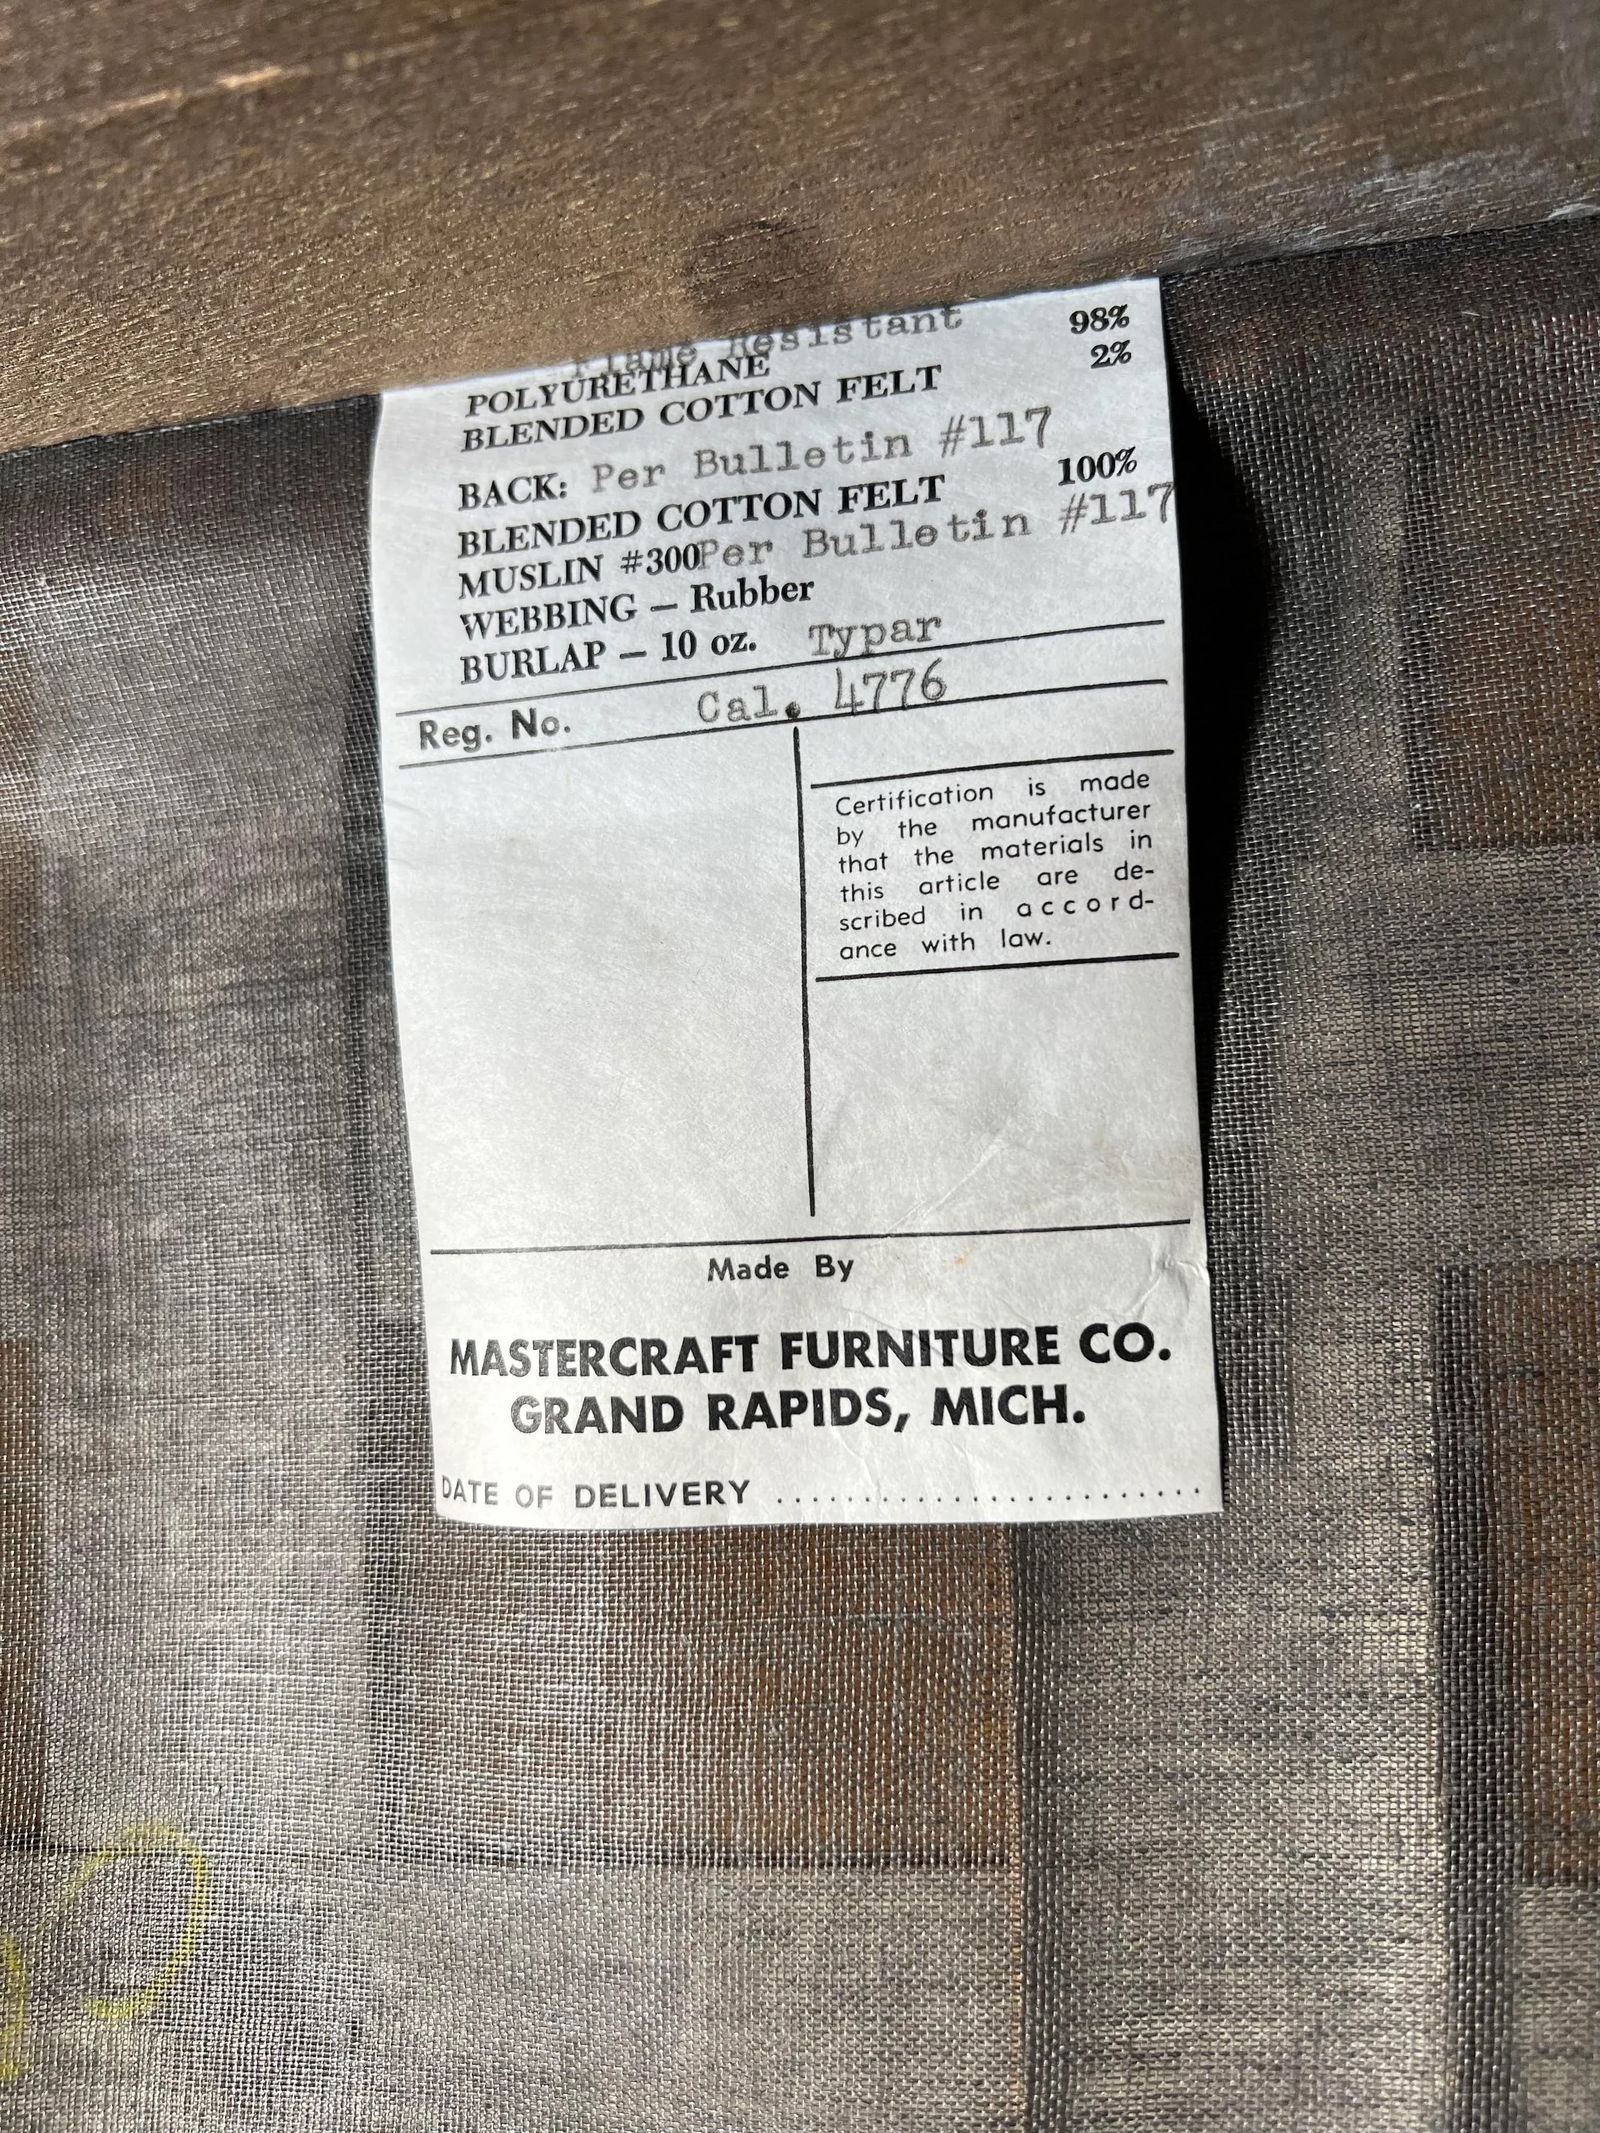 Flame Resistant
POLYURETHANE 98%
BLENDED COTTON FELT 2%
BACK: Per Bulletin #117
BLENDED COTTON FELT 100%
MUSLIN #300Per Bulletin #117
WEBBING — Rubber
BURLAP — 10 oz. Typar
Reg. No. Cal. 4776
Certification is made
by the manufacturer
that the materials in
this article are de-
scribed in accord-
ance with law.
Made By
MASTERCRAFT FURNITURE CO.
GRAND RAPIDS, MICH.
DATE OF DELIVERY ........................